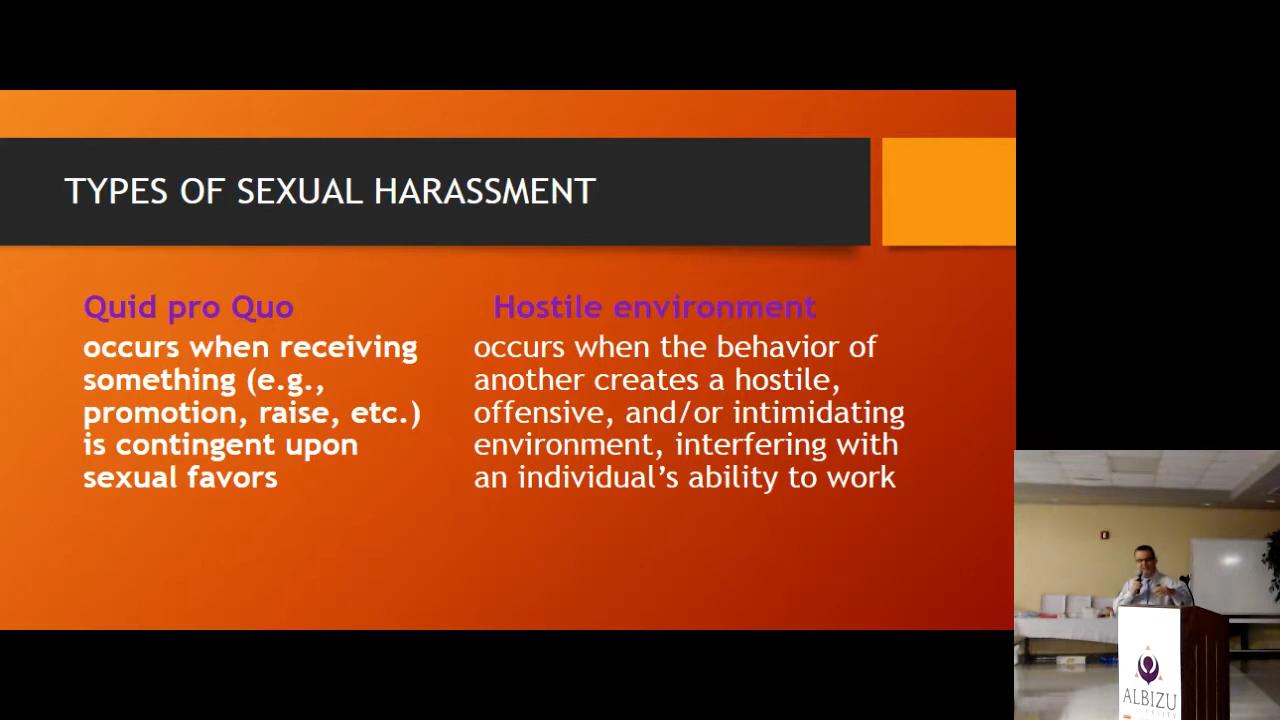 TYPES OF SEXUAL HARASSMENT
Quid pro Quo
occurs when receiving
something (e.g.,
promotion, raise, etc.)
is contingent upon
sexual favors
Hostile environment
occurs when the behavior of
another creates a hostile,
offensive, and/or intimidating
environment, interfering with
an individual’s ability to work
ALBIZU